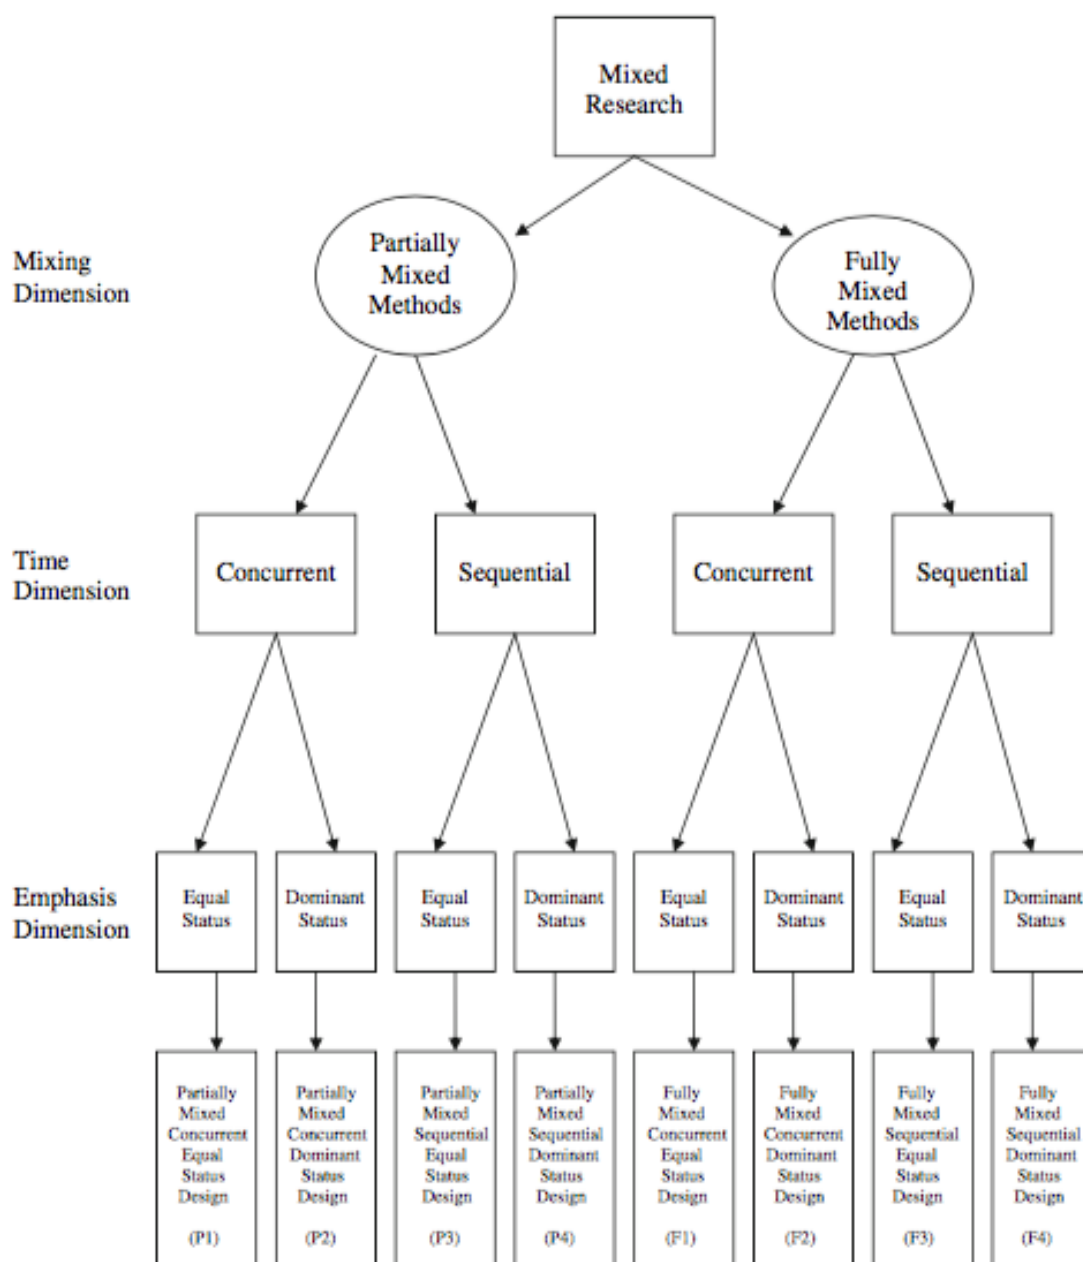 Mixed
Research
Mixing
Dimension
Partially
Mixed
Methods
Fully
Mixed
Methods
Time
Dimension
Concurrent
Sequential
Concurrent
Sequential
Emphasis
Dimension
Equal
Status
Dominant
Status
Equal
Status
Dominant
Status
Equal
Status
Dominant
Status
Equal
Status
Dominant
Status
Partially
Mixed
Concurrent
Equal
Status
Design
(P1)
Partially
Mixed
Concurrent
Dominant
Status
Design
(P2)
Partially
Mixed
Sequential
Equal
Status
Design
(P3)
Partially
Mixed
Sequential
Dominant
Status
Design
(P4)
Fully
Mixed
Concurrent
Equal
Status
Design
(F1)
Fully
Mixed
Concurrent
Dominant
Status
Design
(F2)
Fully
Mixed
Sequential
Equal
Status
Design
(F3)
Fully
Mixed
Sequential
Dominant
Status
Design
(F4)